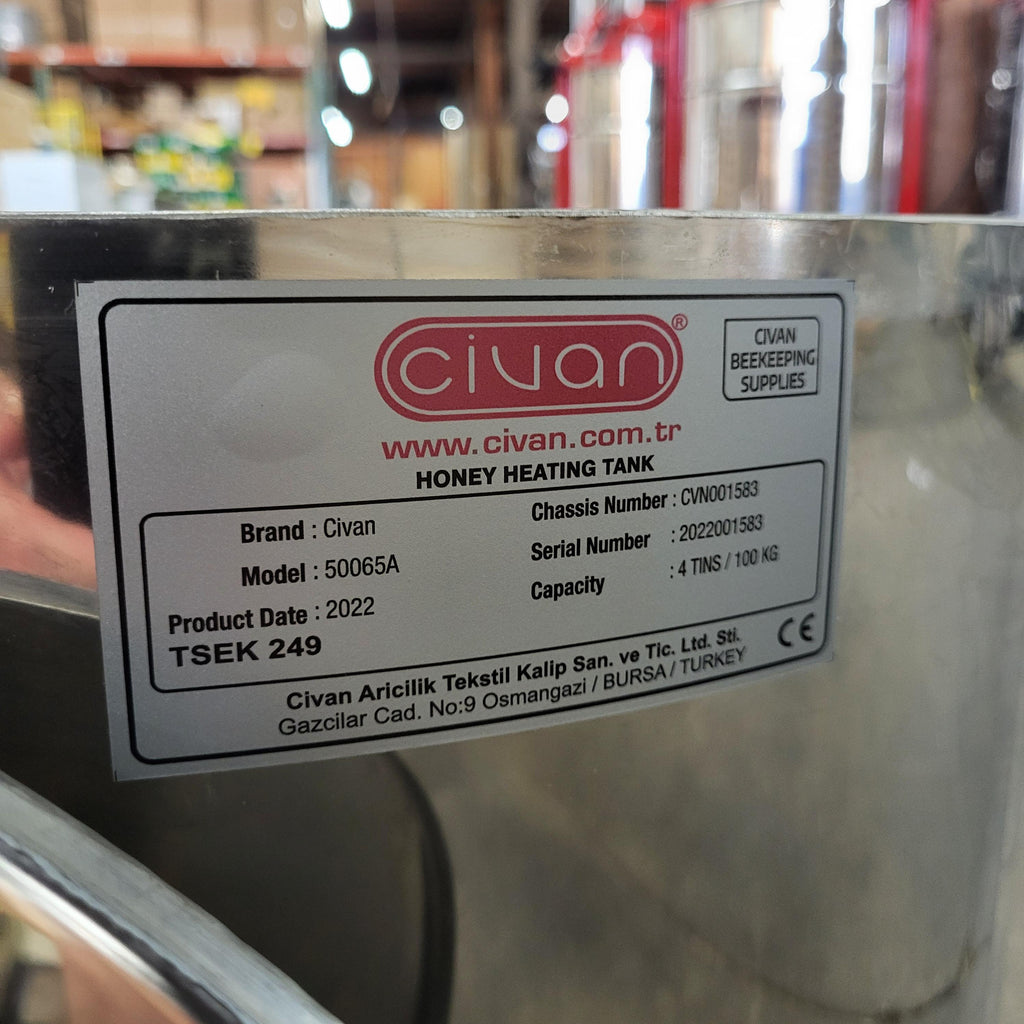 civan®
CIVAN
BEEKEEPING
SUPPLIES
www.civan.com.tr
HONEY HEATING TANK
Brand : Civan
Model : 50065A
Product Date : 2022
TSEK 249
Chassis Number : CVN001583
Serial Number : 2022001583
Capacity : 4 TINS / 100 KG
Civan Aricilik Tekstil Kalip San. ve Tic. Ltd. Sti.
Gazcilar Cad. No:9 Osmangazi / BURSA / TURKEY
CE